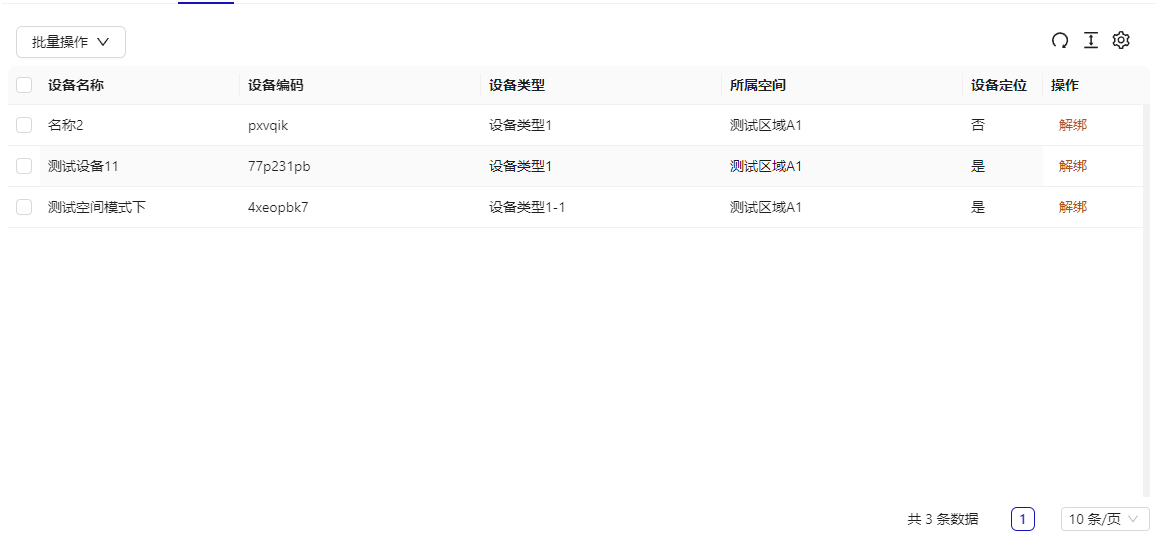 批量操作
设备名称 设备编码 设备类型 所属空间 设备定位 操作
名称2 pxvqik 设备类型1 测试区域A1 否 解绑
测试设备11 77p231pb 设备类型1 测试区域A1 是 解绑
测试空间模式下 4xeopbk7 设备类型1-1 测试区域A1 是 解绑
共 3 条数据 1 10 条/页